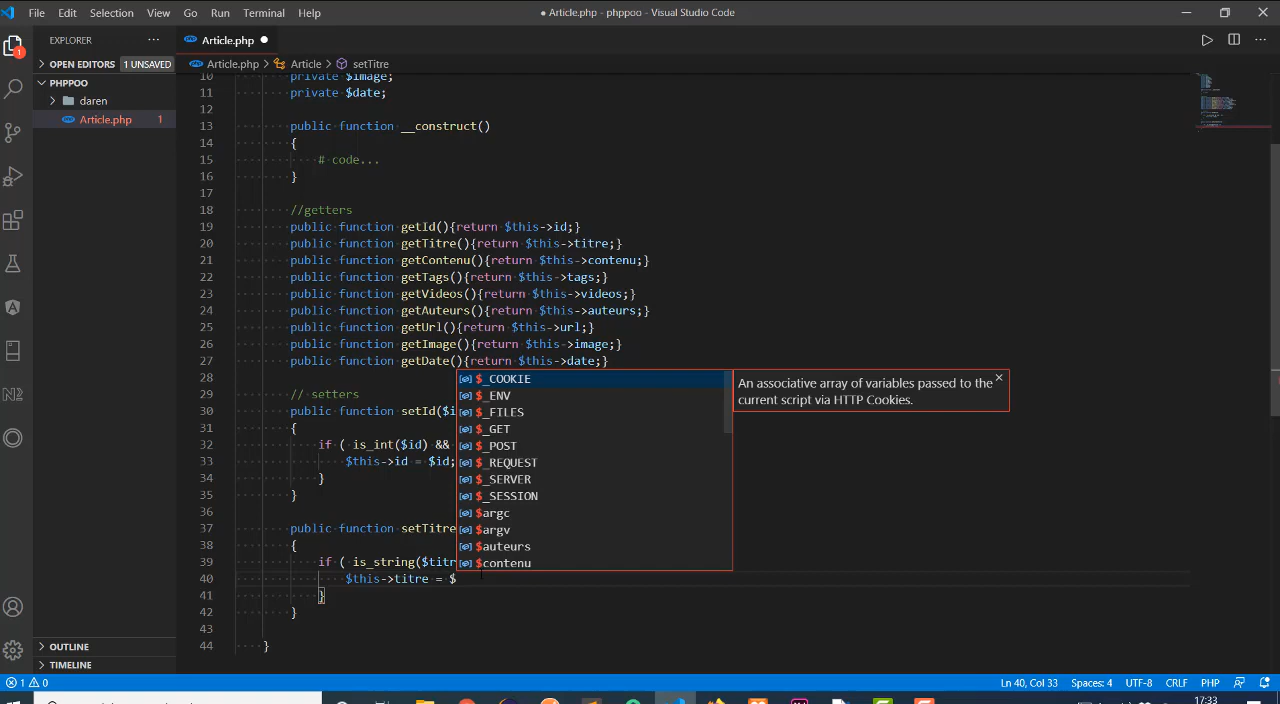 File Edit Selection View Go Run Terminal Help
● Article.php - phppoo - Visual Studio Code
EXPLORER ...
Article.php ●
OPEN EDITORS 1 UNSAVED
Article.php > Article > setTitre
PHPPOO
daren
Article.php 1
10 private $image;
11 private $date;
12
13 public function __construct()
14 {
15 # code...
16 }
17
18 //getters
19 public function getId(){return $this->id;}
20 public function getTitre(){return $this->titre;}
21 public function getContenu(){return $this->contenu;}
22 public function getTags(){return $this->tags;}
23 public function getVideos(){return $this->videos;}
24 public function getAuteurs(){return $this->auteurs;}
25 public function getUrl(){return $this->url;}
26 public function getImage(){return $this->image;}
27 public function getDate(){return $this->date;}
28
29 // setters
30 public function setId($i
31 {
32 if ( is_int($id) &&
33 $this->id = $id;
34 }
35 }
36
37 public function setTitre
38 {
39 if ( is_string($titr
40 $this->titre = $
41 }
42 }
43
44 }
$_COOKIE
$_ENV
$_FILES
$_GET
$_POST
$_REQUEST
$_SERVER
$_SESSION
$argc
$argv
$auteurs
$contenu
An associative array of variables passed to the
current script via HTTP Cookies.
OUTLINE
TIMELINE
1 0
Ln 40, Col 33 Spaces: 4 UTF-8 CRLF PHP
17:33